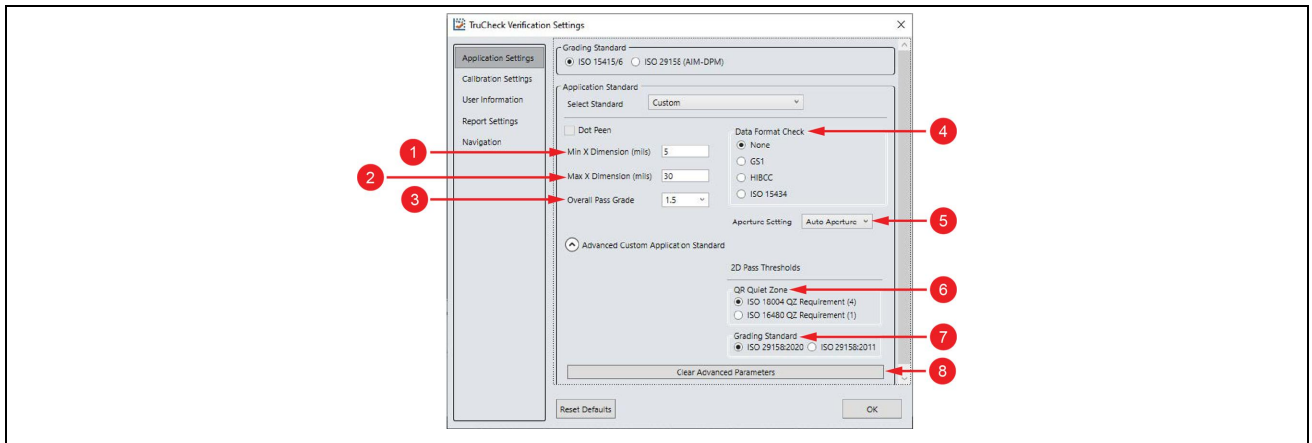 TruCheck Verification Settings
Application Settings
Calibration Settings
User Information
Report Settings
Navigation
Grading Standard
ISO 15415/6 ISO 29158 (AIM-DPM)
Application Standard
Select Standard Custom
Dot Peen
1 Min X Dimension (mils) 5
2 Max X Dimension (mils) 30
3 Overall Pass Grade 1.5
Data Format Check 4
None
GS1
HIBCC
ISO 15434
Aperture Setting Auto Aperture 5
Advanced Custom Application Standard
2D Pass Thresholds
QR Quiet Zone 6
ISO 18004 QZ Requirement (4)
ISO 16480 QZ Requirement (1)
Grading Standard 7
ISO 29158:2020 ISO 29158:2011
Clear Advanced Parameters 8
Reset Defaults OK